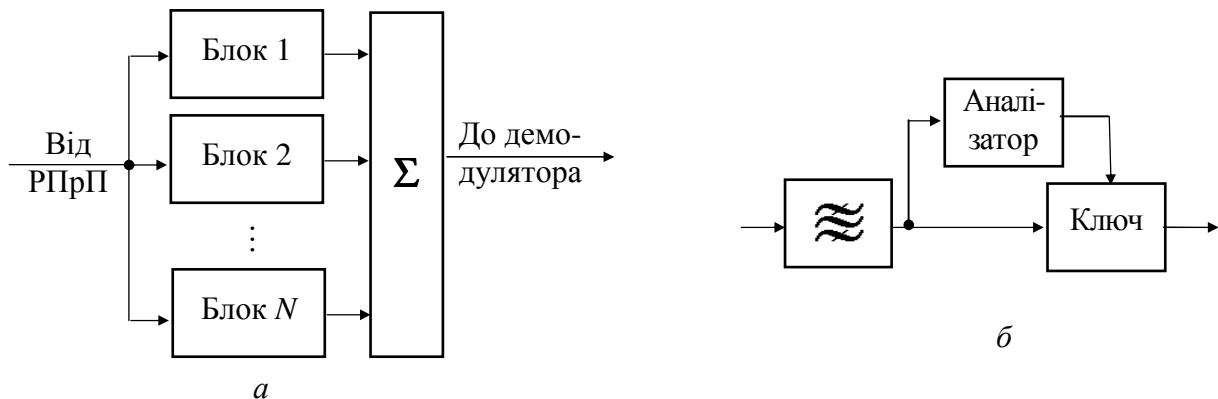 Блок 1
Від
РПрП
Блок 2
⋮
Блок N
Σ
До демо-
дулятора
а
Аналі-
затор
Ключ
б